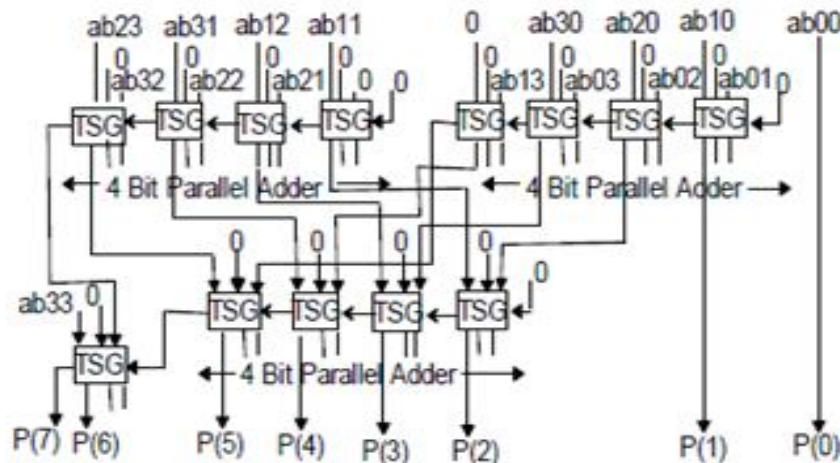 ab23 ab31 ab12 ab11 0 ab30 ab20 ab10 ab00
0 0 0 0 0 0 0 0
ab32 ab22 ab21 0 0 ab13 ab03 ab02 ab01 0
TSG TSG TSG TSG TSG TSG TSG TSG
4 Bit Parallel Adder 4 Bit Parallel Adder
0 0 0 0 0
ab33 0
TSG TSG TSG TSG
TSG
4 Bit Parallel Adder
P(7) P(6) P(5) P(4) P(3) P(2) P(1) P(0)